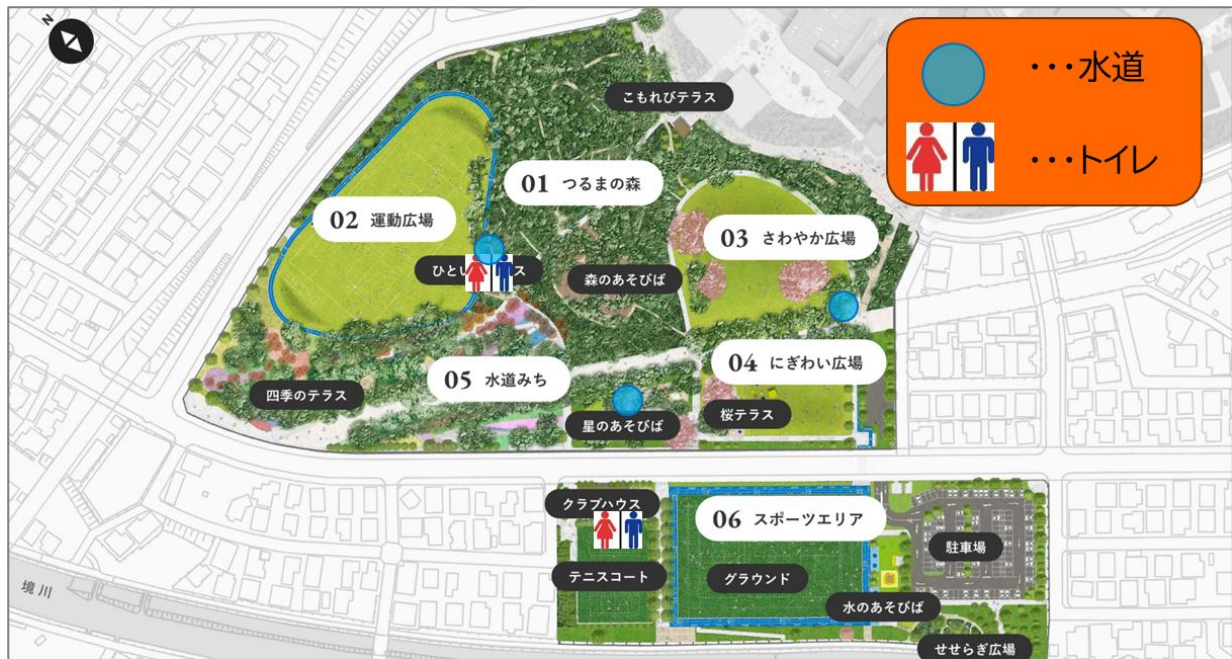 N
・・・水道
・・・トイレ
こもれびテラス
01 つるまの森
02 運動広場
03 さわやか広場
ひとい
ス
森のあそびば
04 にぎわい広場
05 水道みち
四季のテラス
桜テラス
星のあそびば
クラブハウス
06 スポーツエリア
駐車場
テニスコート
グラウンド
境川
水のあそびば
せせらぎ広場